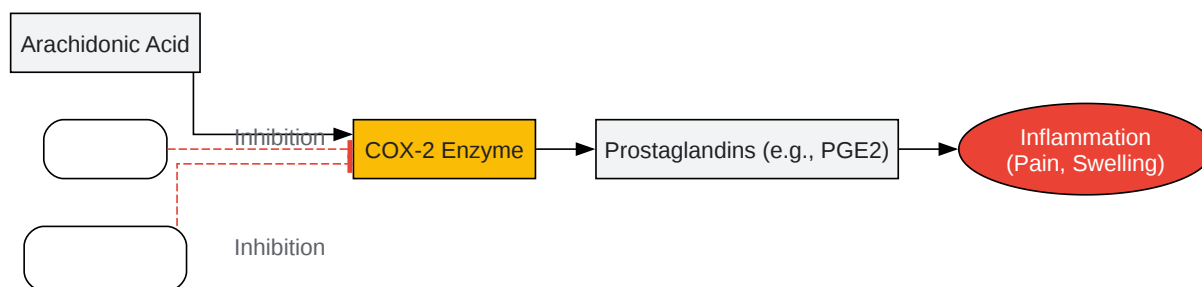 Arachidonic Acid
Inhibition
COX-2 Enzyme
Prostaglandins (e.g., PGE2)
Inflammation
(Pain, Swelling)
Inhibition